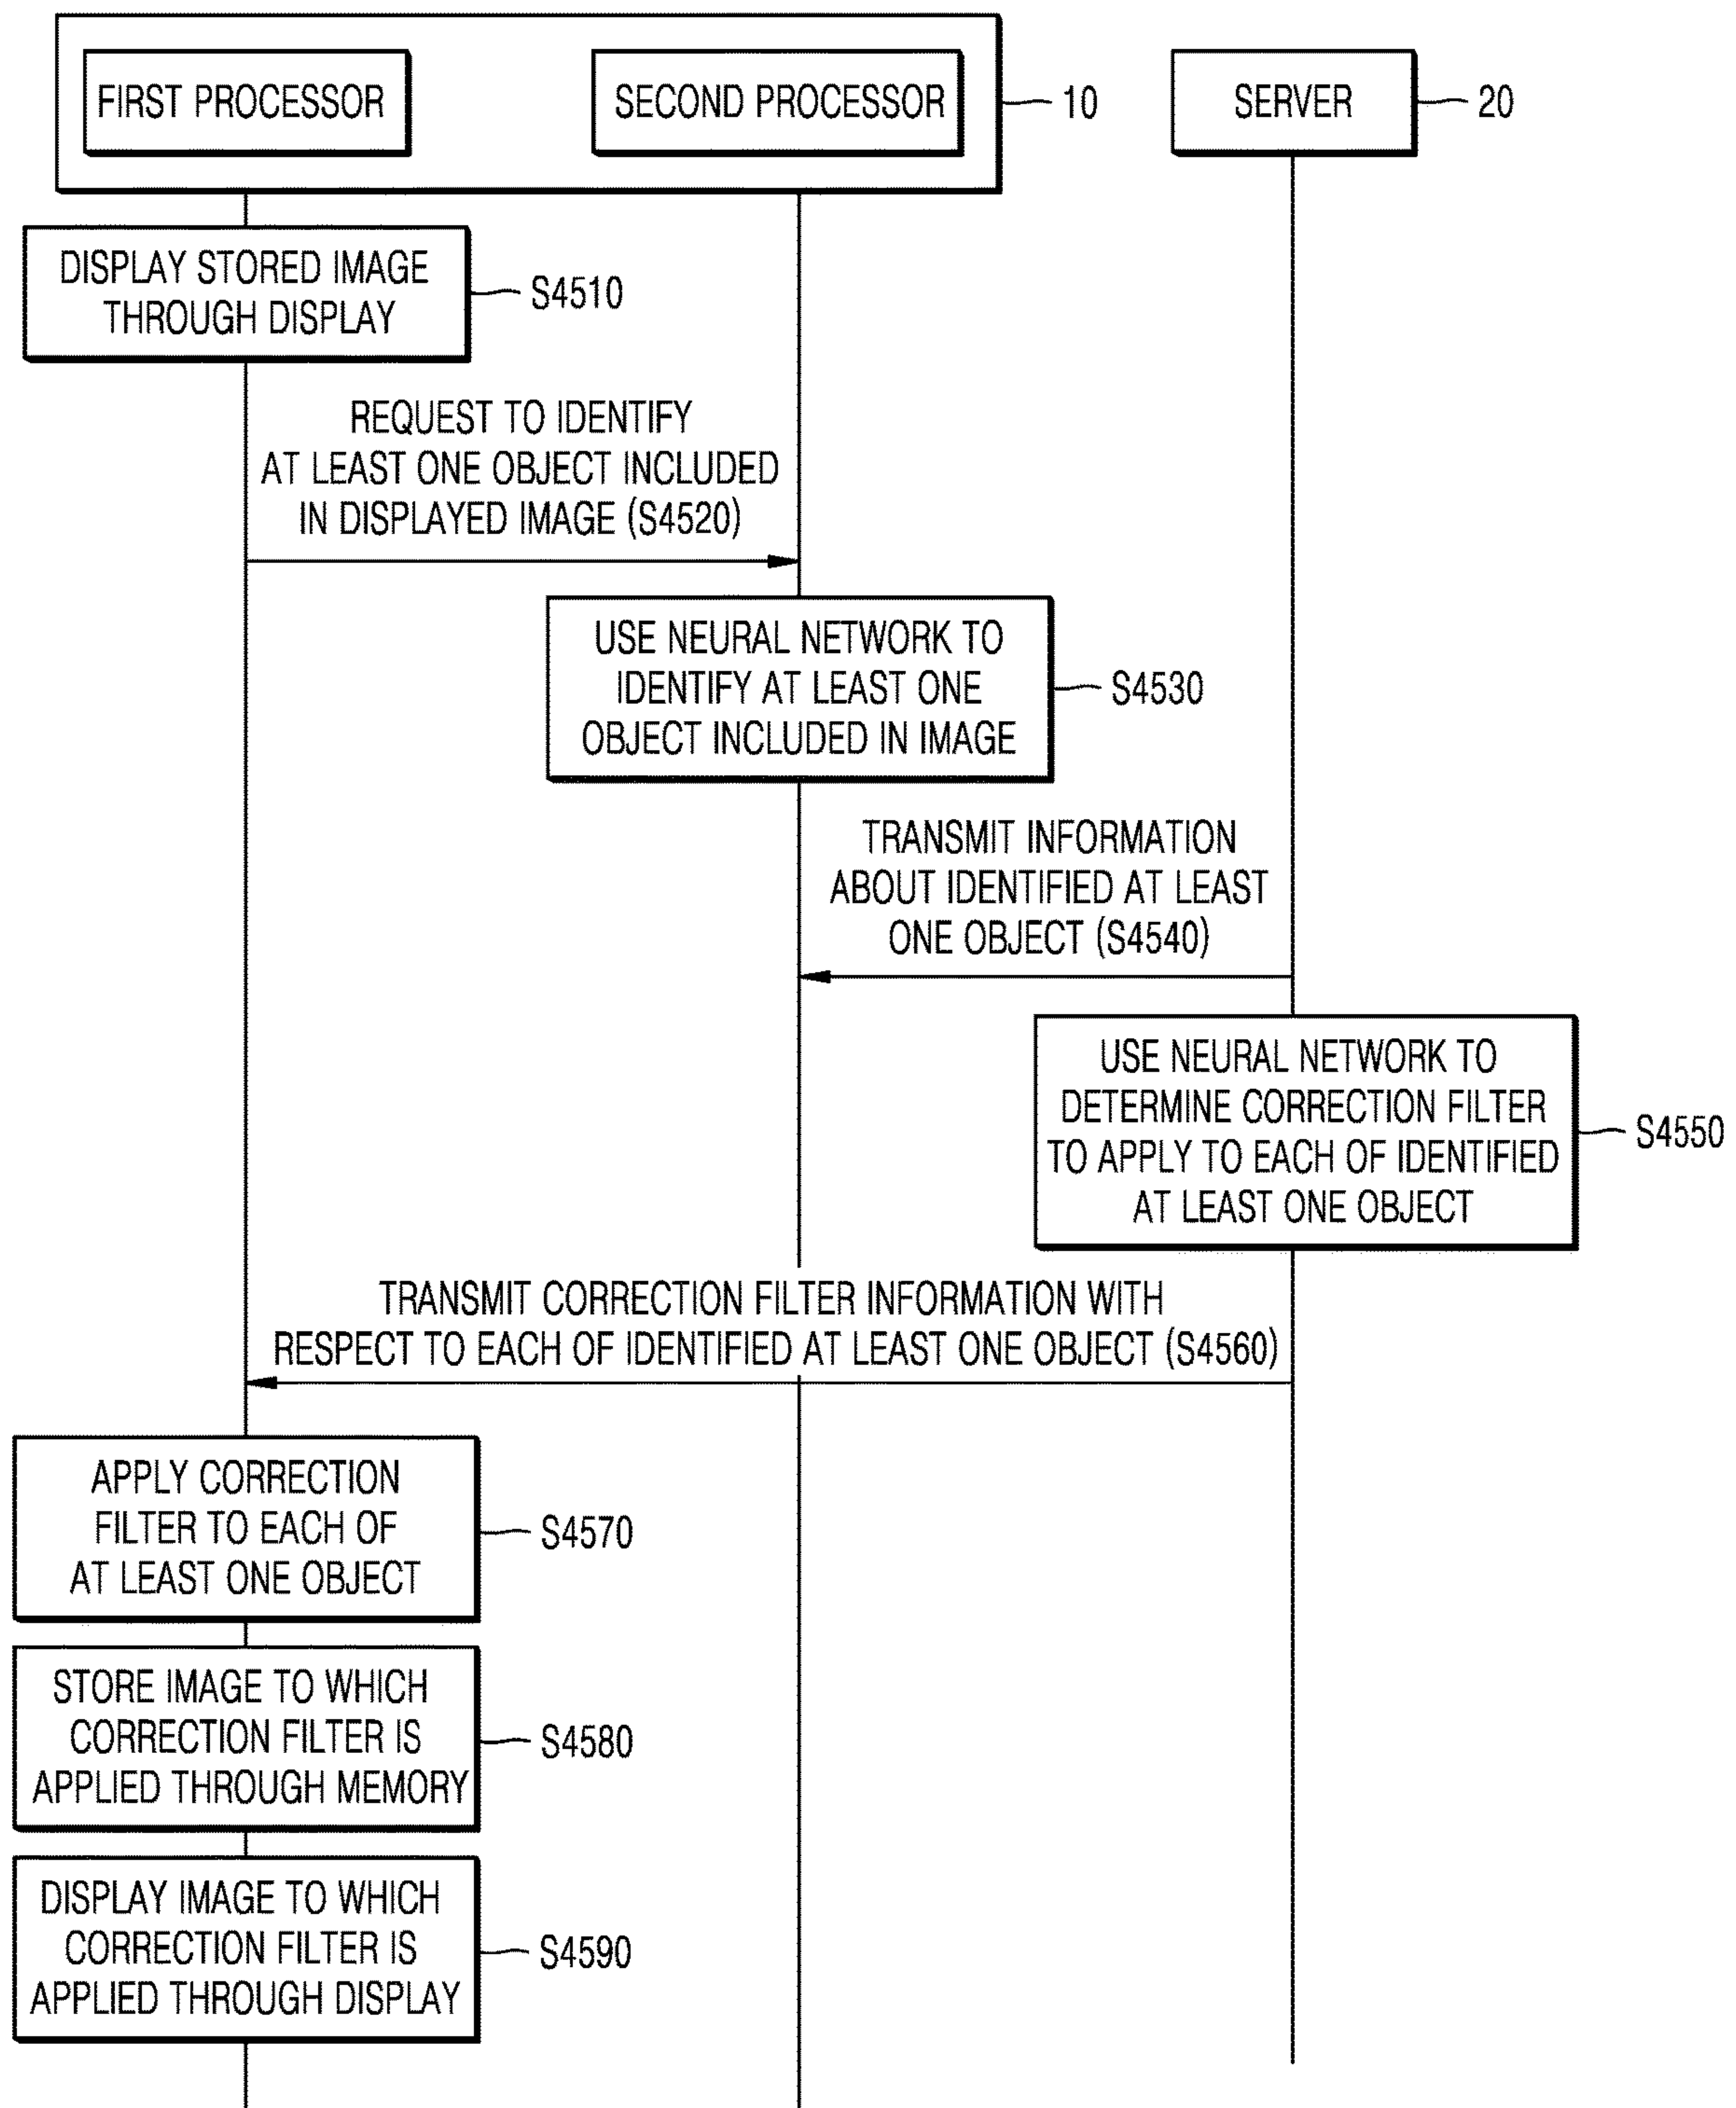 FIRST PROCESSOR
SECOND PROCESSOR
10
SERVER
20
DISPLAY STORED IMAGE
THROUGH DISPLAY
S4510
REQUEST TO IDENTIFY
AT LEAST ONE OBJECT INCLUDED
IN DISPLAYED IMAGE (S4520)
USE NEURAL NETWORK TO
IDENTIFY AT LEAST ONE
OBJECT INCLUDED IN IMAGE
S4530
TRANSMIT INFORMATION
ABOUT IDENTIFIED AT LEAST
ONE OBJECT (S4540)
USE NEURAL NETWORK TO
DETERMINE CORRECTION FILTER
TO APPLY TO EACH OF IDENTIFIED
AT LEAST ONE OBJECT
S4550
TRANSMIT CORRECTION FILTER INFORMATION WITH
RESPECT TO EACH OF IDENTIFIED AT LEAST ONE OBJECT (S4560)
APPLY CORRECTION
FILTER TO EACH OF
AT LEAST ONE OBJECT
S4570
STORE IMAGE TO WHICH
CORRECTION FILTER IS
APPLIED THROUGH MEMORY
S4580
DISPLAY IMAGE TO WHICH
CORRECTION FILTER IS
APPLIED THROUGH DISPLAY
S4590